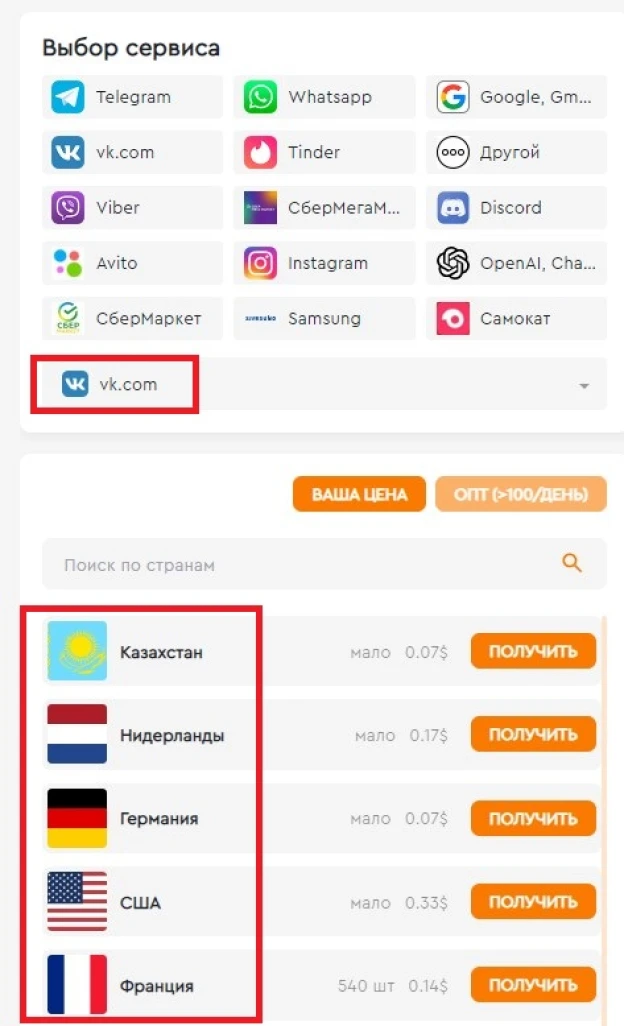 Выбор сервиса
Telegram Whatsapp Google, Gm...
vk.com Tinder Другой
Viber СберМегаМ... Discord
Avito Instagram OpenAI, Cha...
СБЕР
СберМаркет Samsung Самокат
vk.com
ВАША ЦЕНА ОПТ (>100/ДЕНЬ)
Поиск по странам
Казахстан мало 0.07$ ПОЛУЧИТЬ
Нидерланды мало 0.17$ ПОЛУЧИТЬ
Германия мало 0.07$ ПОЛУЧИТЬ
США мало 0.33$ ПОЛУЧИТЬ
Франция 540 шт 0.14$ ПОЛУЧИТЬ